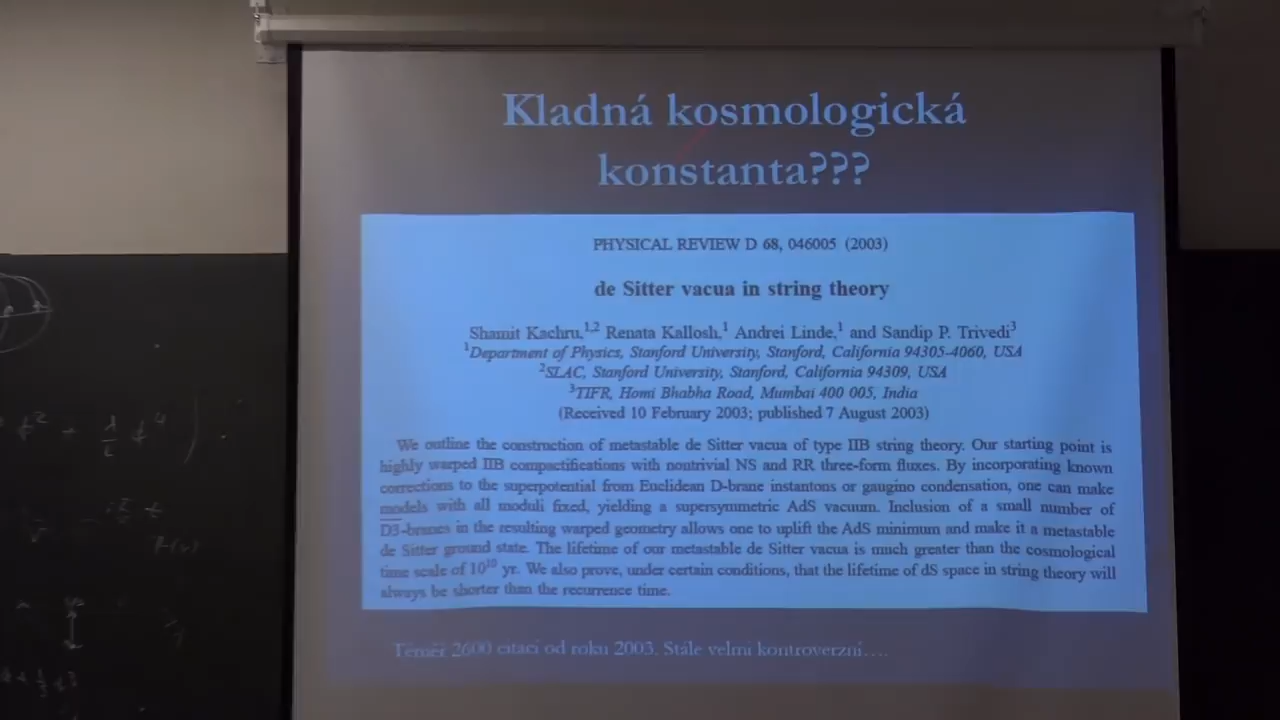 Kladná kosmologická
konstanta???
PHYSICAL REVIEW D 68, 046005 (2003)
de Sitter vacua in string theory
Shamit Kachru,1,2 Renata Kallosh,1 Andrei Linde,1 and Sandip P. Trivedi3
1Department of Physics, Stanford University, Stanford, California 94305-4060, USA
2SLAC, Stanford University, Stanford, California 94309, USA
3TIFR, Homi Bhabha Road, Mumbai 400 005, India
(Received 10 February 2003; published 7 August 2003)
We outline the construction of metastable de Sitter vacua of type IIB string theory. Our starting point is
highly warped IIB compactifications with nontrivial NS and RR three-form fluxes. By incorporating known
corrections to the superpotential from Euclidean D-brane instantons or gaugino condensation, one can make
models with all moduli fixed, yielding a supersymmetric AdS vacuum. Inclusion of a small number of
D3-branes in the resulting warped geometry allows one to uplift the AdS minimum and make it a metastable
de Sitter ground state. The lifetime of our metastable de Sitter vacua is much greater than the cosmological
time scale of 10^10 yr. We also prove, under certain conditions, that the lifetime of dS space in string theory will
always be shorter than the recurrence time.
Téměř 2600 citací od roku 2003. Stále velmi kontroverzní….